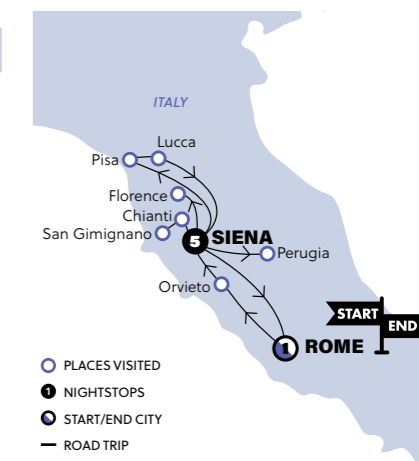 ITALY
Lucca
Pisa
Florence
Chianti
San Gimignano
5 SIENA
Perugia
Orvieto
START
END
1 ROME
PLACES VISITED
1 NIGHTSTOPS
START/END CITY
ROAD TRIP